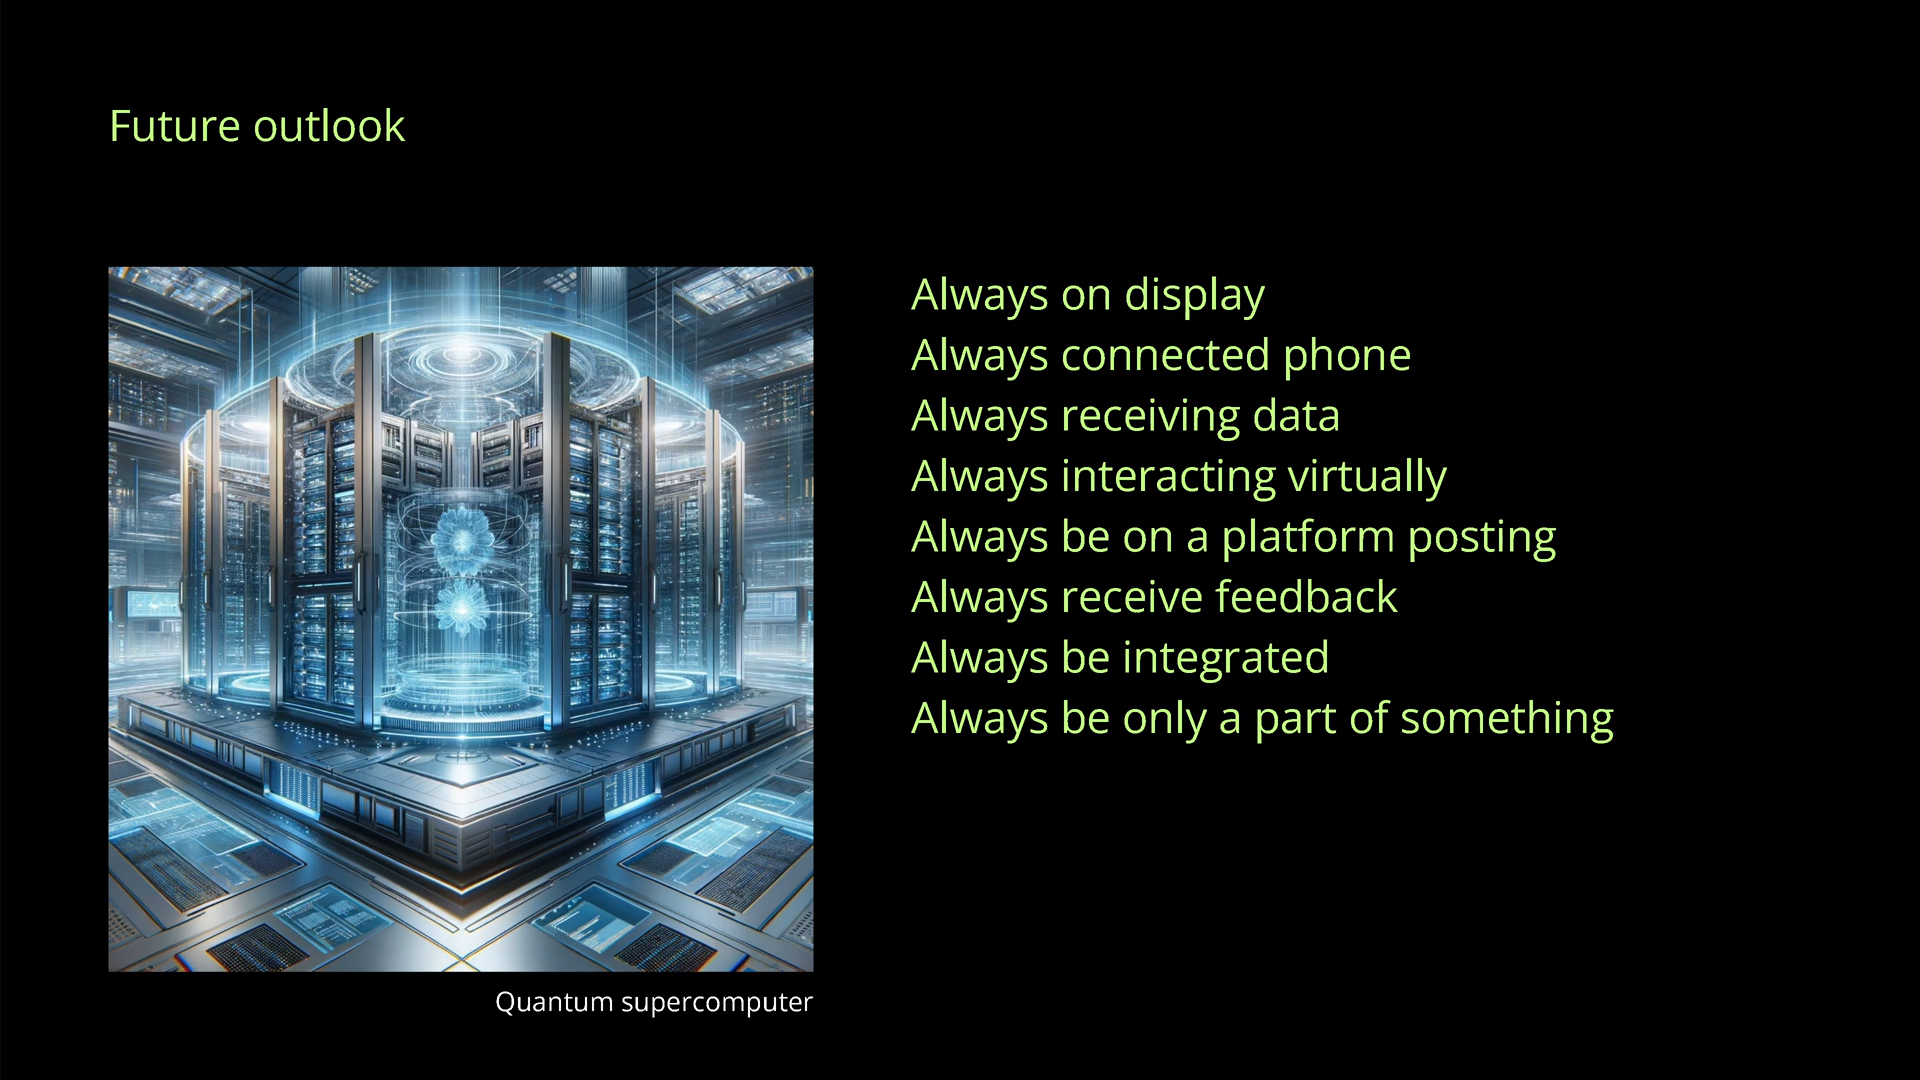 Future outlook
Always on display
Always connected phone
Always receiving data
Always interacting virtually
Always be on a platform posting
Always receive feedback
Always be integrated
Always be only a part of something
Quantum supercomputer